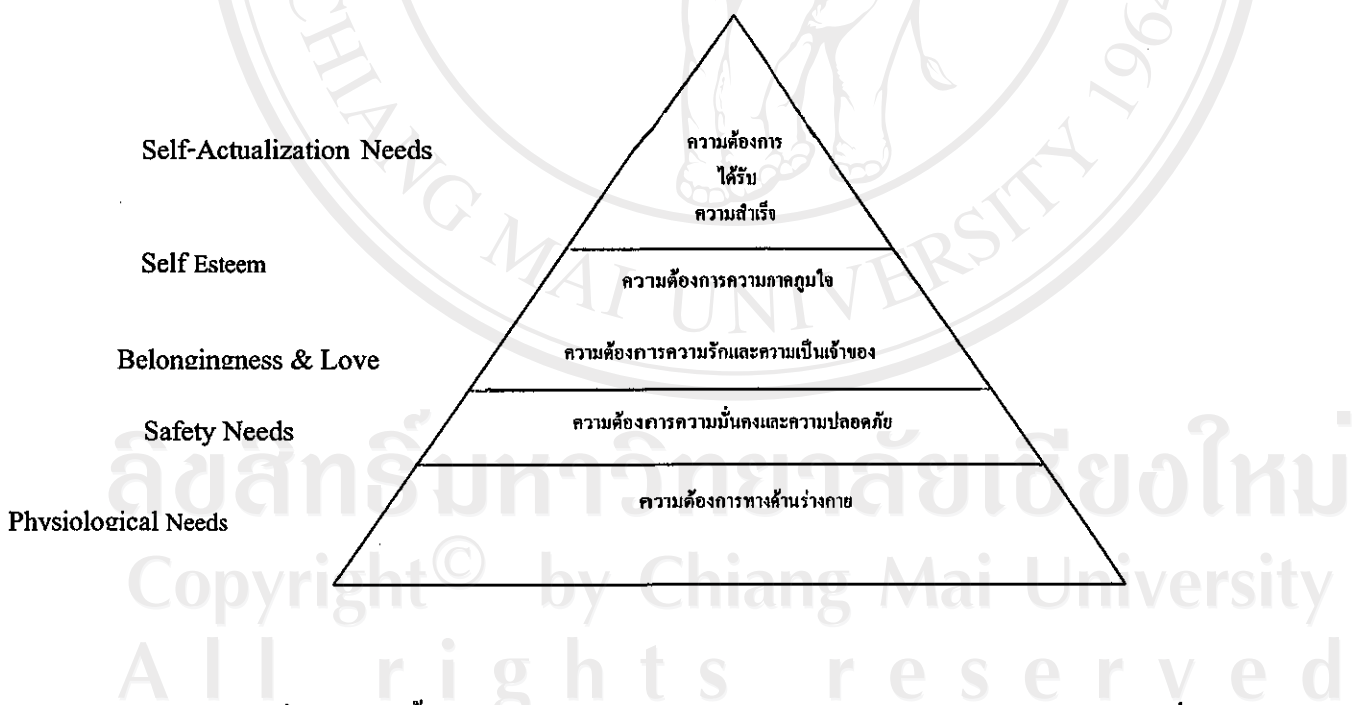 CHIANG MAI UNIVERSITY 1964
Self-Actualization Needs
ความต้องการ
ได้รับ
ความสำเร็จ
Self Esteem
ความต้องการความภาคภูมใจ
Belongingness & Love
ความต้องการความรักและความเป็นเจ้าของ
Safety Needs
ความต้องการความมั่นคงและความปลอดภัย
ลิขสิทธิ์มหาวิทยาลัยเชียงใหม่
Physiological Needs
ความต้องการทางด้านร่างกาย
Copyright© by Chiang Mai University
All rights reserved